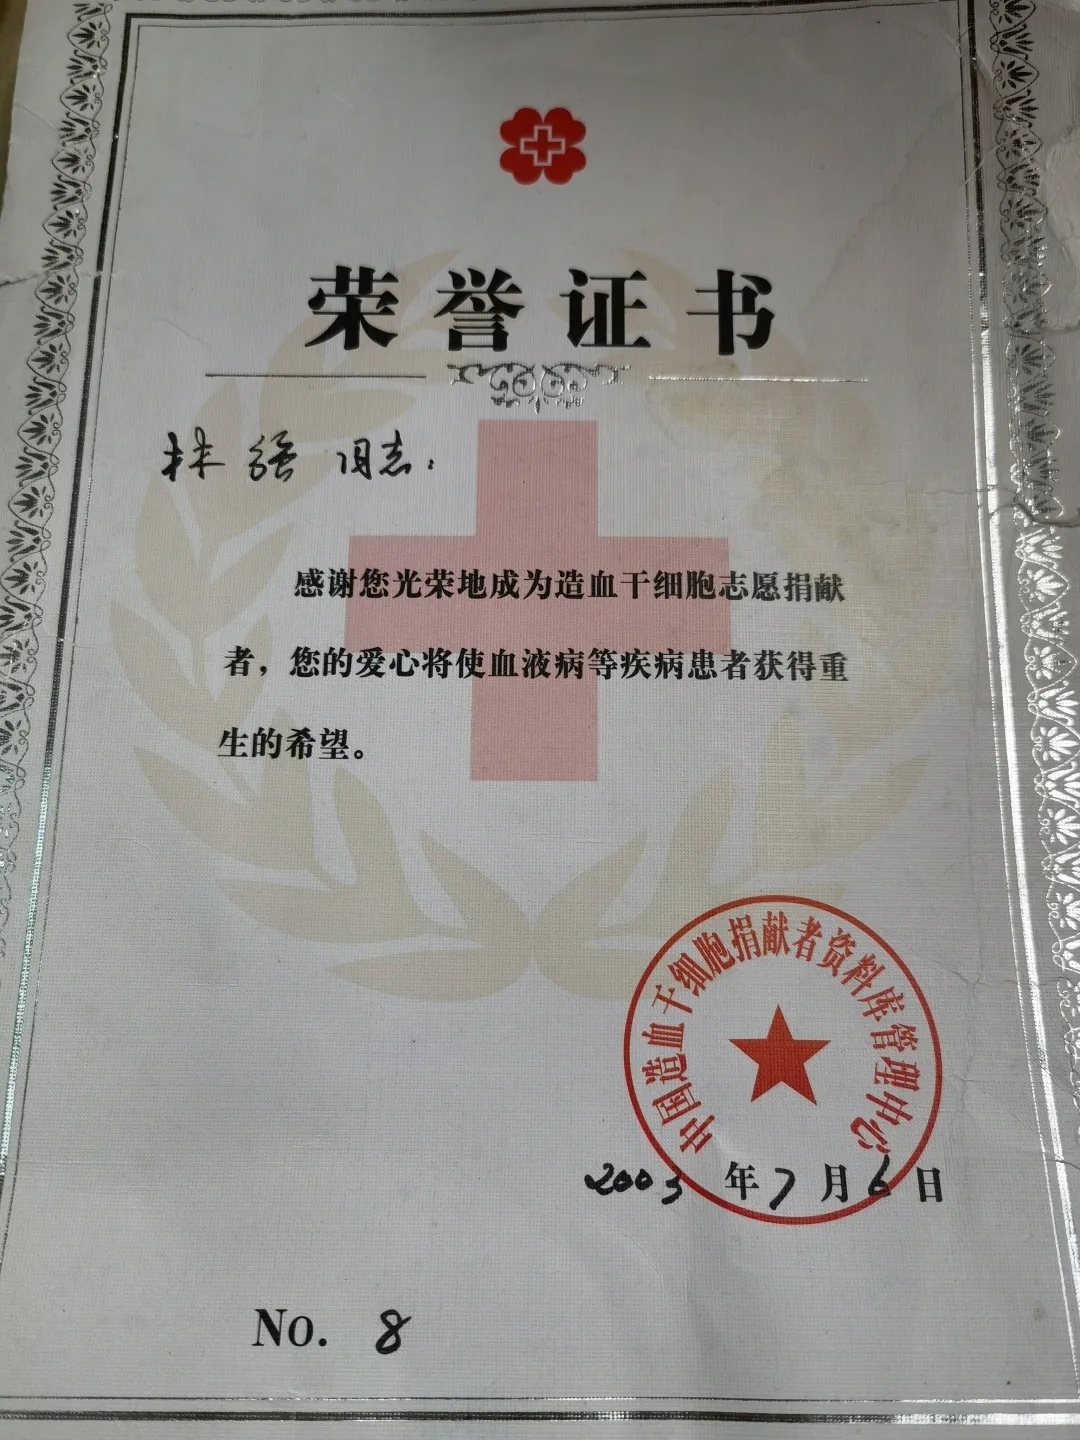 荣誉证书
林强 同志：
感谢您光荣地成为造血干细胞志愿捐献
者，您的爱心将使血液病等疾病患者获得重
生的希望。
中国造血干细胞捐献者资料库管理中心
2003 年 7 月 6 日
No. 8